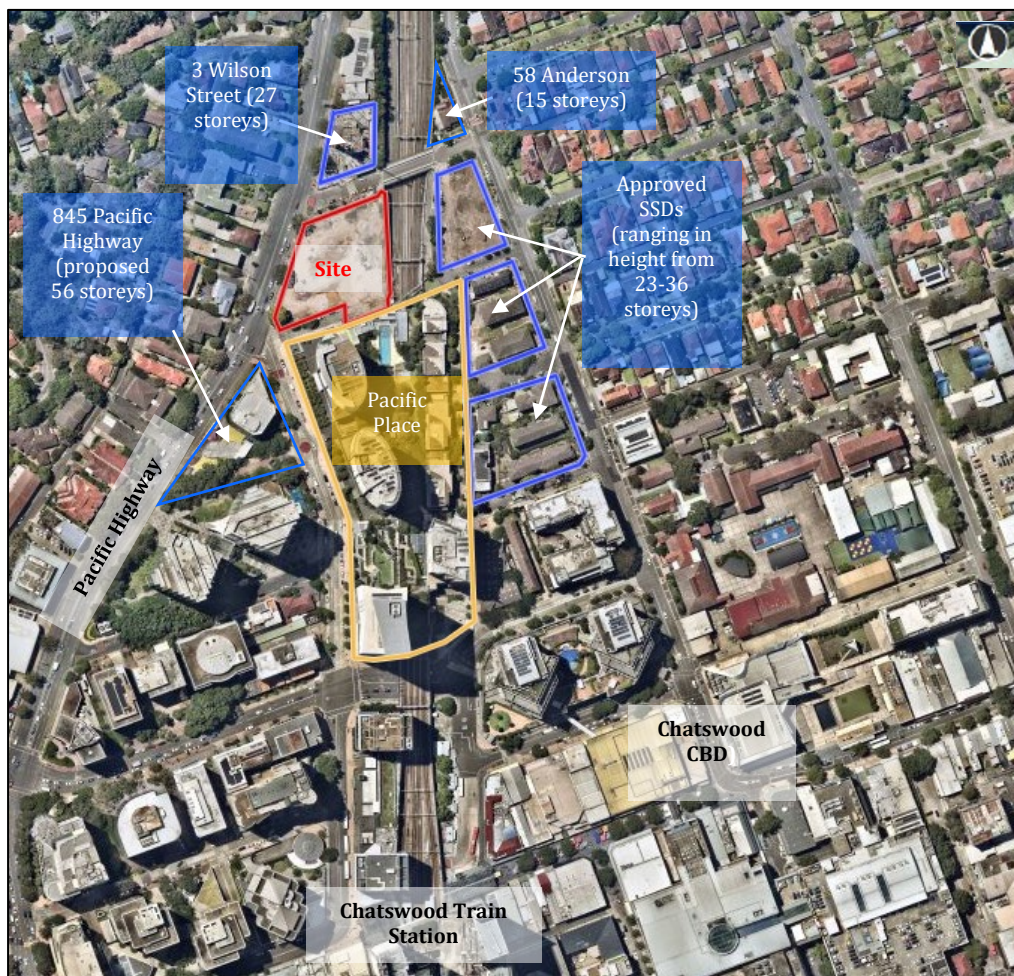 3 Wilson
Street (27
storeys)
58 Anderson
(15 storeys)
Approved
SSDs
(ranging in
height from
23-36
storeys)
845 Pacific
Highway
(proposed
56 storeys)
Site
Pacific
Place
Pacific Highway
Chatswood
CBD
Chatswood Train
Station